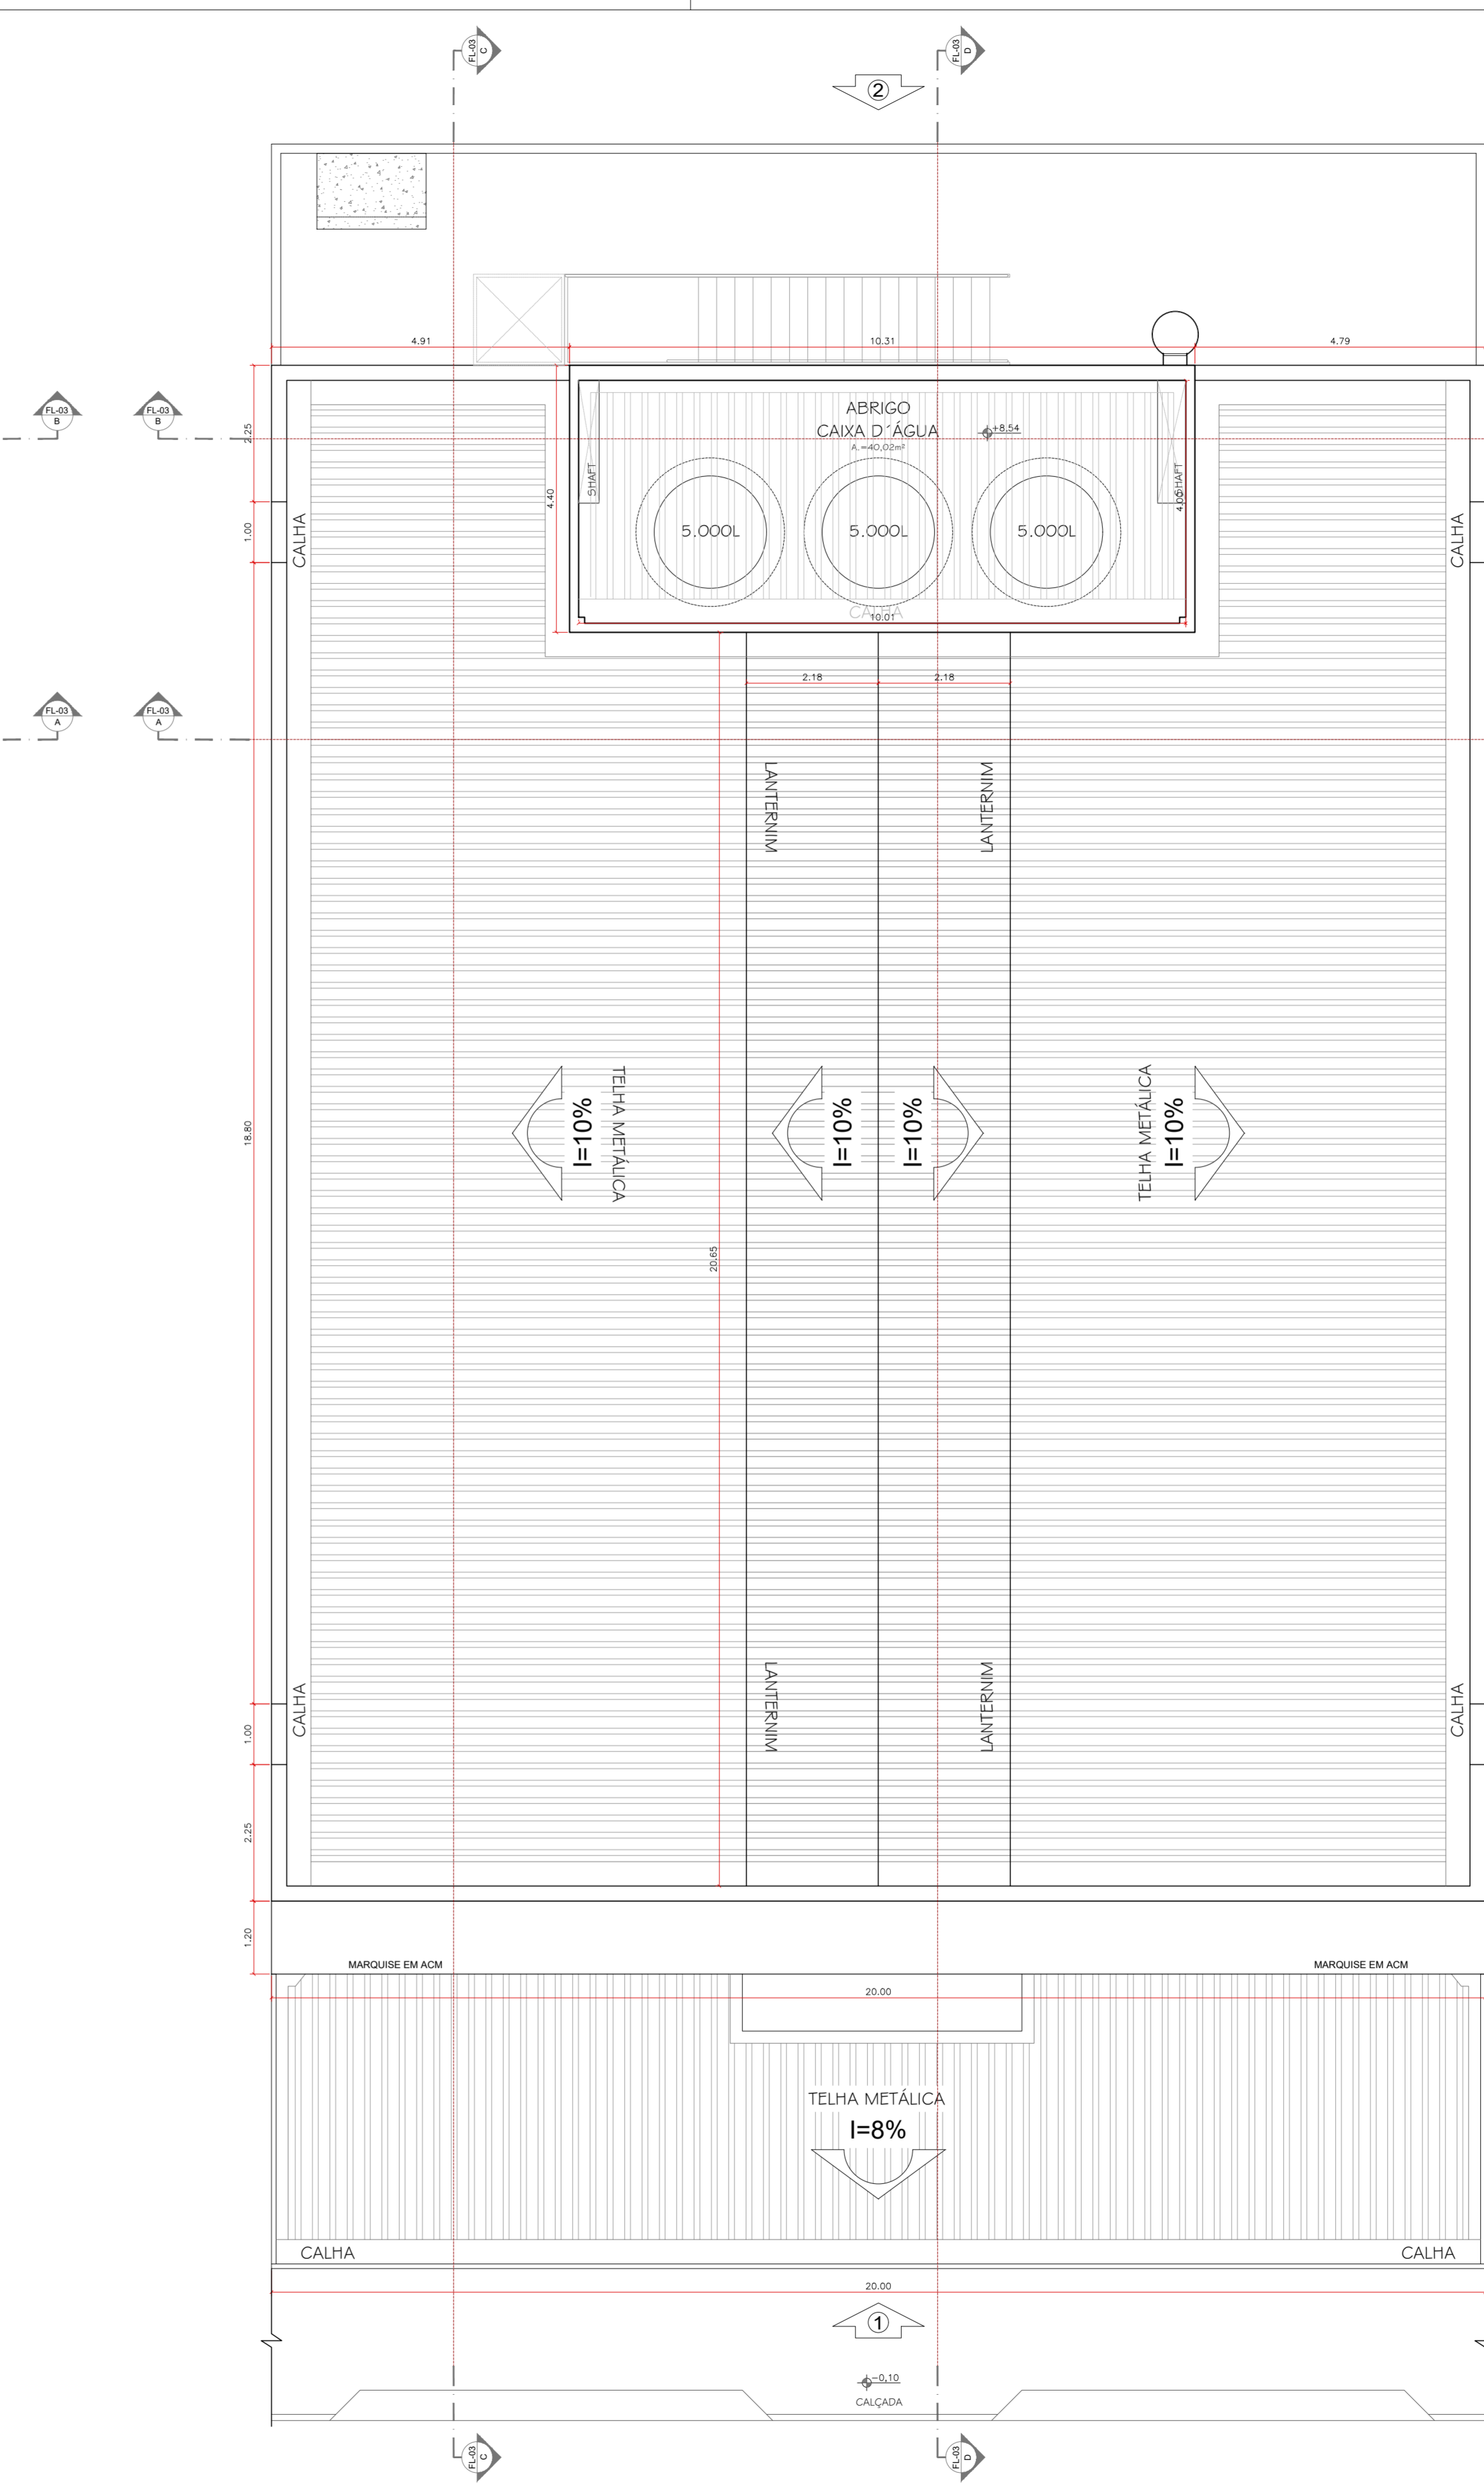 FL-03
C
FL-03
D
2
4.91
10.31
4.79
FL-03
B
FL-03
B
2.25
ABRIGO
CAIXA D´ÁGUA
A.=40,02m²
+8.54
SHAFT
SHAFT
4.40
4.00
1.00
CALHA
CALHA
5.000L
5.000L
5.000L
CALHA
10.01
2.18
2.18
FL-03
A
FL-03
A
LANTERNIM
LANTERNIM
18.80
I=10%
TELHA METÁLICA
I=10%
I=10%
TELHA METÁLICA
I=10%
20.65
CALHA
LANTERNIM
LANTERNIM
CALHA
1.00
2.25
1.20
MARQUISE EM ACM
MARQUISE EM ACM
20.00
TELHA METÁLICA
I=8%
CALHA
CALHA
20.00
1
-0,10
CALÇADA
FL-03
C
FL-03
D